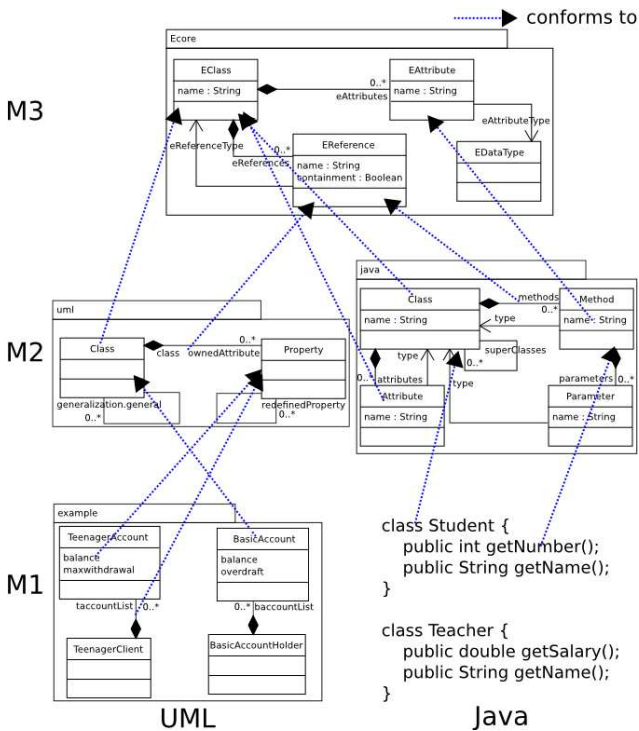 conforms to
Ecore
EClass
name : String
0..*
eAttributes
EAttribute
name : String
eAttributeType
EDataType
M3
eReferenceType
eReferences
0..*
EReference
name : String
containment : Boolean
uml
Class
0..*
class ownedAttribute
Property
generalization.general
0..*
redefinedProperty
0..*
M2
java
Class
name : String
methods
0..*
type
Method
name : String
superClasses
0..*
type
type
0..
attributes
Attribute
name : String
parameters
0..*
Parameter
name : String
example
TeenagerAccount
balance
maxwithdrawal
BasicAccount
balance
overdraft
taccountList
0..*
0..*
baccountList
TeenagerClient
BasicAccountHolder
M1
class Student {
public int getNumber();
public String getName();
}
class Teacher {
public double getSalary();
public String getName();
}
UML
Java